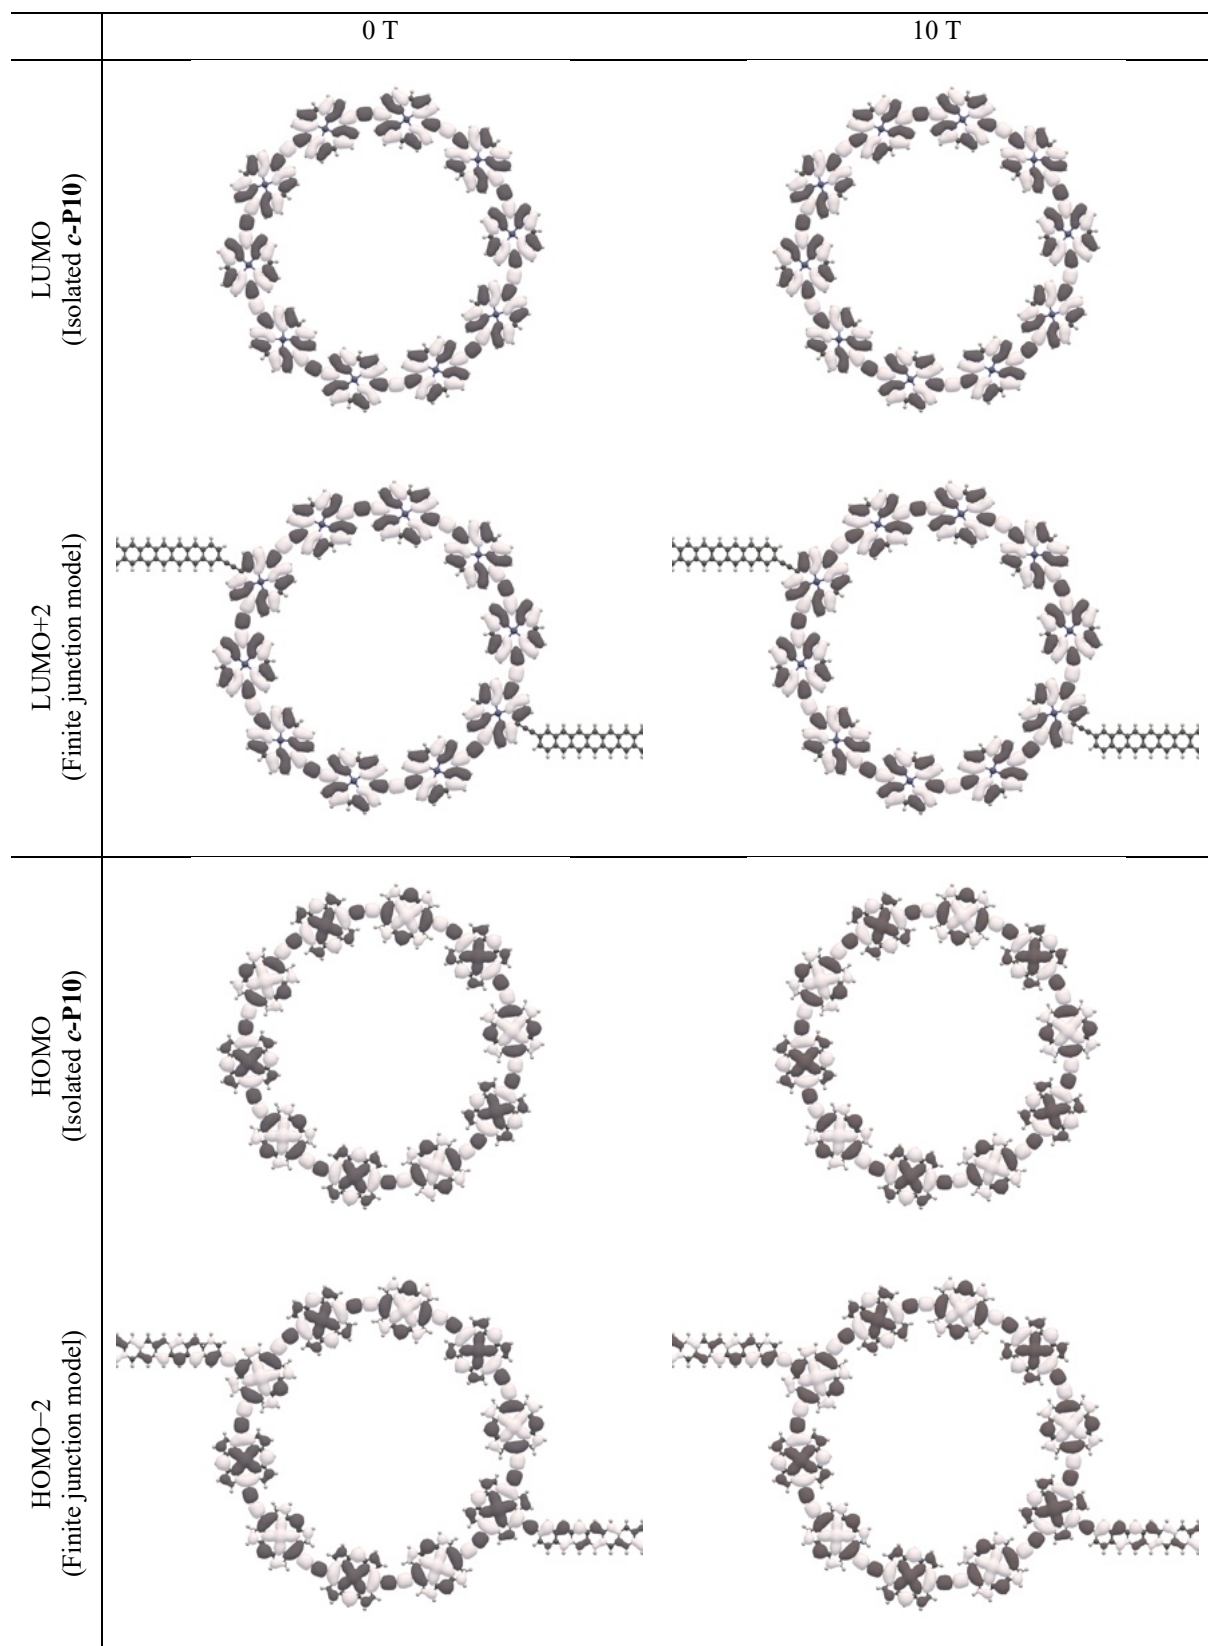 0 T
10 T
LUMO
(Isolated c-P10)
LUMO+2
(Finite junction model)
HOMO
(Isolated c-P10)
HOMO−2
(Finite junction model)